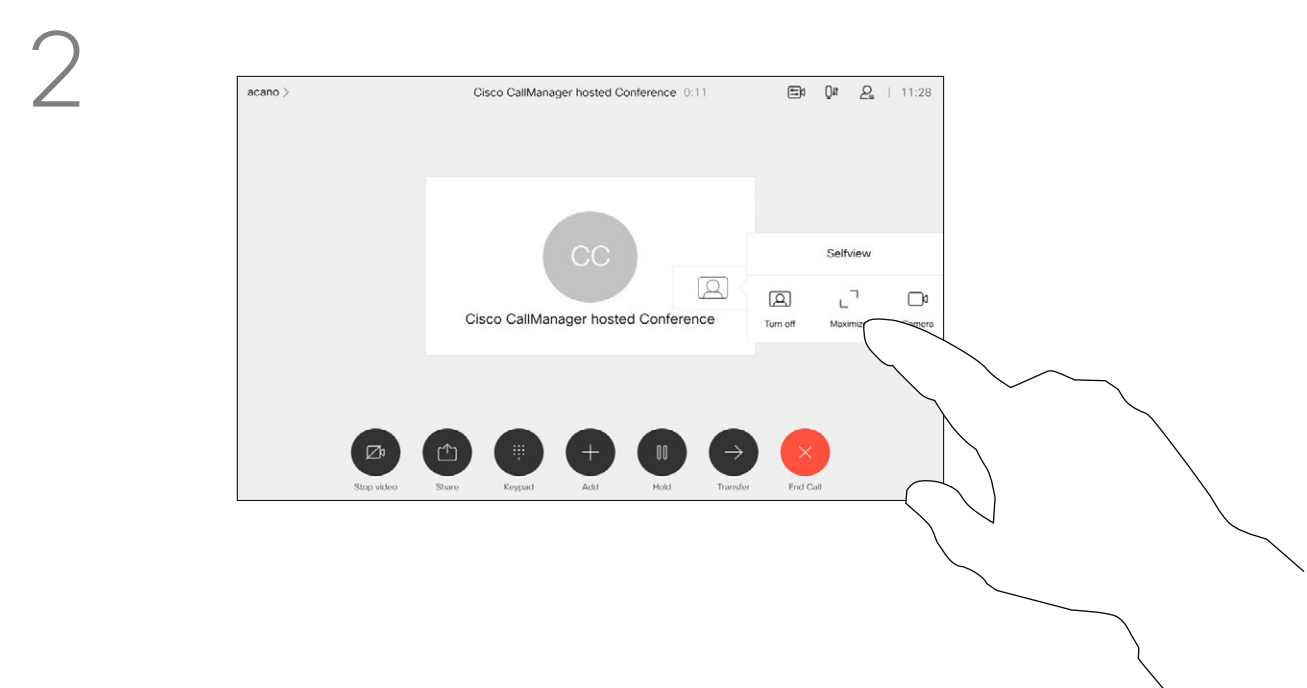 2
acano > Cisco CallManager hosted Conference 0:11 | 11:28
CC
Cisco CallManager hosted Conference
Selfview
Turn off
Stop video Share Keypad Add Hold Transfer End Call